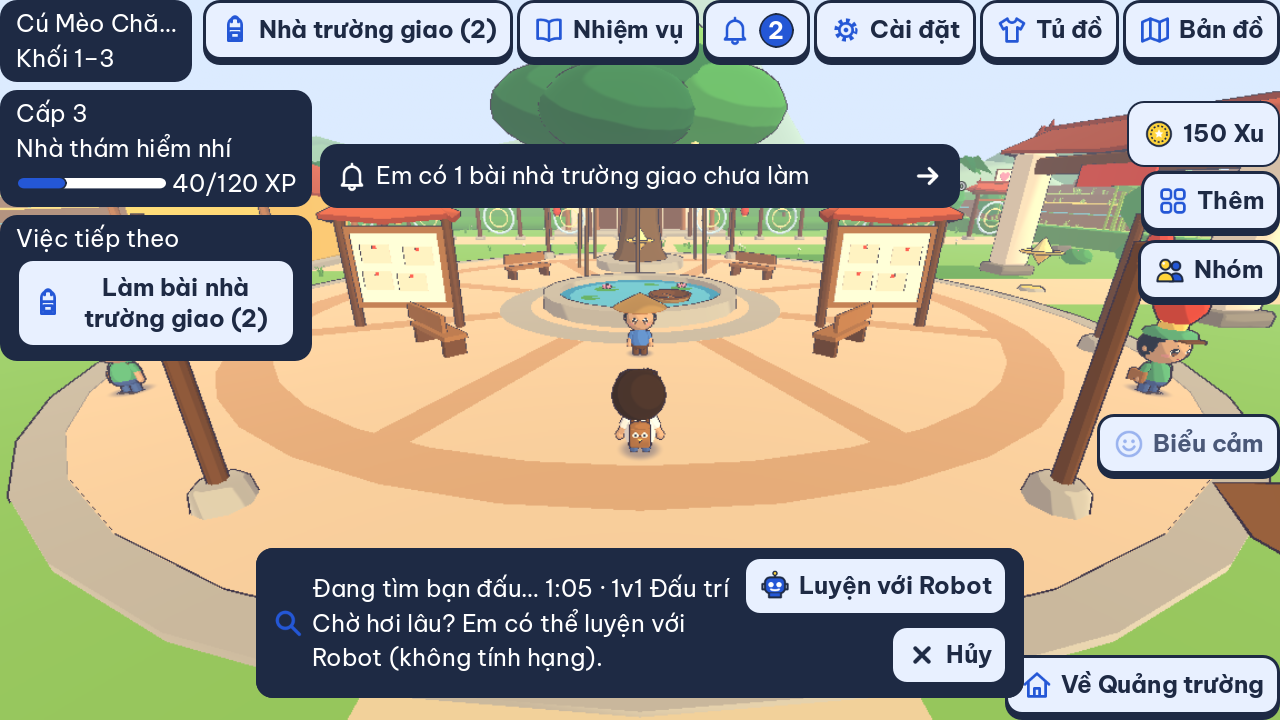 Cú Mèo Chă...
Khối 1–3
Nhà trường giao (2)
Nhiệm vụ
2
Cài đặt
Tủ đồ
Bản đồ
Cấp 3
Nhà thám hiểm nhí
40/120 XP
150 Xu
Em có 1 bài nhà trường giao chưa làm
Thêm
Việc tiếp theo
Làm bài nhà
trường giao (2)
Nhóm
Biểu cảm
Đang tìm bạn đấu... 1:05 · 1v1 Đấu trí
Chờ hơi lâu? Em có thể luyện với
Robot (không tính hạng).
Luyện với Robot
Hủy
Về Quảng trường